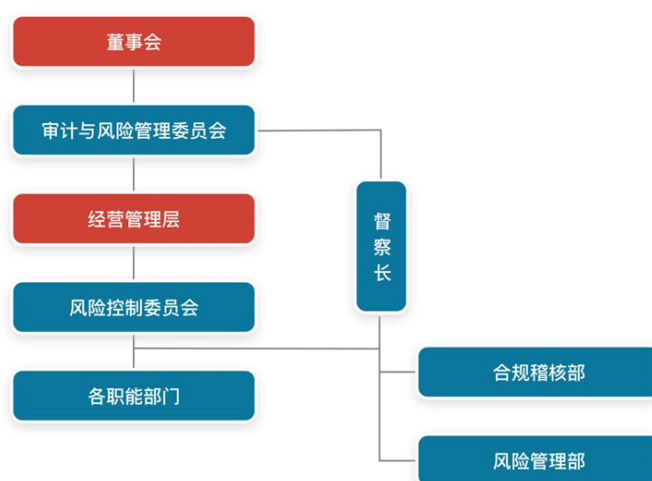 董事会
审计与风险管理委员会
经营管理层
督察长
风险控制委员会
合规稽核部
各职能部门
风险管理部